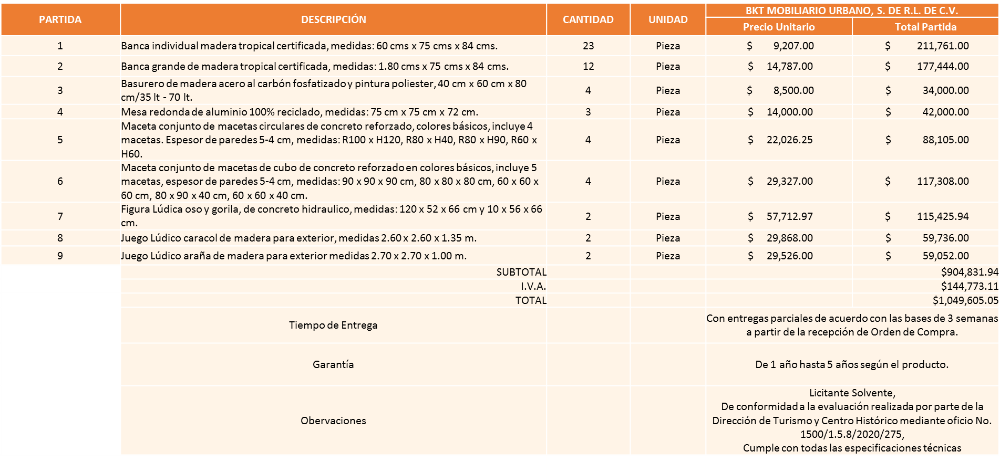 PARTIDA DESCRIPCIÓN CANTIDAD UNIDAD BKT MOBILIARIO URBANO, S. DE R.L. DE C.V.
Precio Unitario Total Partida
1 Banca individual madera tropical certificada, medidas: 60 cms x 75 cms x 84 cms. 23 Pieza $ 9,207.00 $ 211,761.00
2 Banca grande de madera tropical certificada, medidas: 1.80 cms x 75 cms x 84 cms. 12 Pieza $ 14,787.00 $ 177,444.00
3 Basurero de madera acero al carbón fosfatizado y pintura poliester, 40 cm x 60 cm x 80
cm/35 lt - 70 lt. 4 Pieza $ 8,500.00 $ 34,000.00
4 Mesa redonda de aluminio 100% reciclado, medidas: 75 cm x 75 cm x 72 cm. 3 Pieza $ 14,000.00 $ 42,000.00
Maceta conjunto de macetas circulares de concreto reforzado, colores básicos, incluye 4
5 macetas. Espesor de paredes 5-4 cm, medidas: R100 x H120, R80 x H40, R80 x H90, R60 x 4 Pieza $ 22,026.25 $ 88,105.00
H60.
Maceta conjunto de macetas de cubo de concreto reforzado en colores básicos, incluye 5
6 macetas, espesor de paredes 5-4 cm, medidas: 90 x 90 x 90 cm, 80 x 80 x 80 cm, 60 x 60 x 4 Pieza $ 29,327.00 $ 117,308.00
60 cm, 80 x 90 x 40 cm, 60 x 60 x 40 cm.
7 Figura Lúdica oso y gorila, de concreto hidraulico, medidas: 120 x 52 x 66 cm y 10 x 56 x 66
cm. 2 Pieza $ 57,712.97 $ 115,425.94
8 Juego Lúdico caracol de madera para exterior, medidas 2.60 x 2.60 x 1.35 m. 2 Pieza $ 29,868.00 $ 59,736.00
9 Juego Lúdico araña de madera para exterior medidas 2.70 x 2.70 x 1.00 m. 2 Pieza $ 29,526.00 $ 59,052.00
SUBTOTAL $904,831.94
I.V.A. $144,773.11
TOTAL $1,049,605.05
Tiempo de Entrega
Con entregas parciales de acuerdo con las bases de 3 semanas
a partir de la recepción de Orden de Compra.
Garantía De 1 año hasta 5 años según el producto.
Obervaciones
Licitante Solvente,
De conformidad a la evaluación realizada por parte de la
Dirección de Turismo y Centro Histórico mediante oficio No.
1500/1.5.8/2020/275,
Cumple con todas las especificaciones técnicas